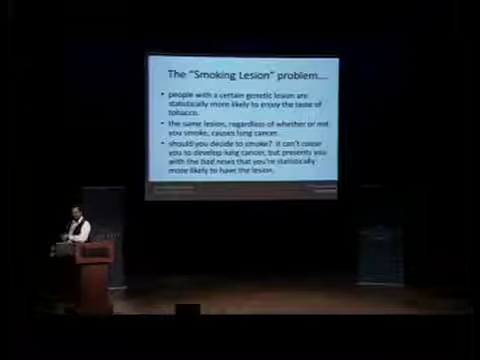 The "Smoking Lesion" problem....
• people with a certain genetic lesion are
statistically more likely to enjoy the taste of
tobacco.
• the same lesion, regardless of whether or not
you smoke, causes lung cancer.
• should you decide to smoke? it can't cause
you to develop lung cancer, but presents you
with the bad news that you're statistically
more likely to have the lesion.